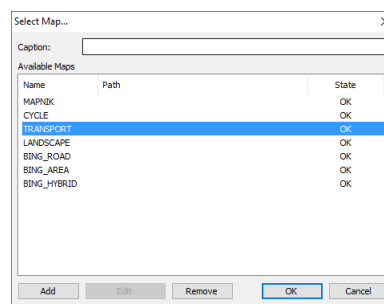 Select Map...
Caption:
Available Maps
Name Path State
MAPNIK OK
CYCLE OK
TRANSPORT OK
LANDSCAPE OK
BING_ROAD OK
BING_AREA OK
BING_HYBRID OK
Add Edit Remove OK Cancel